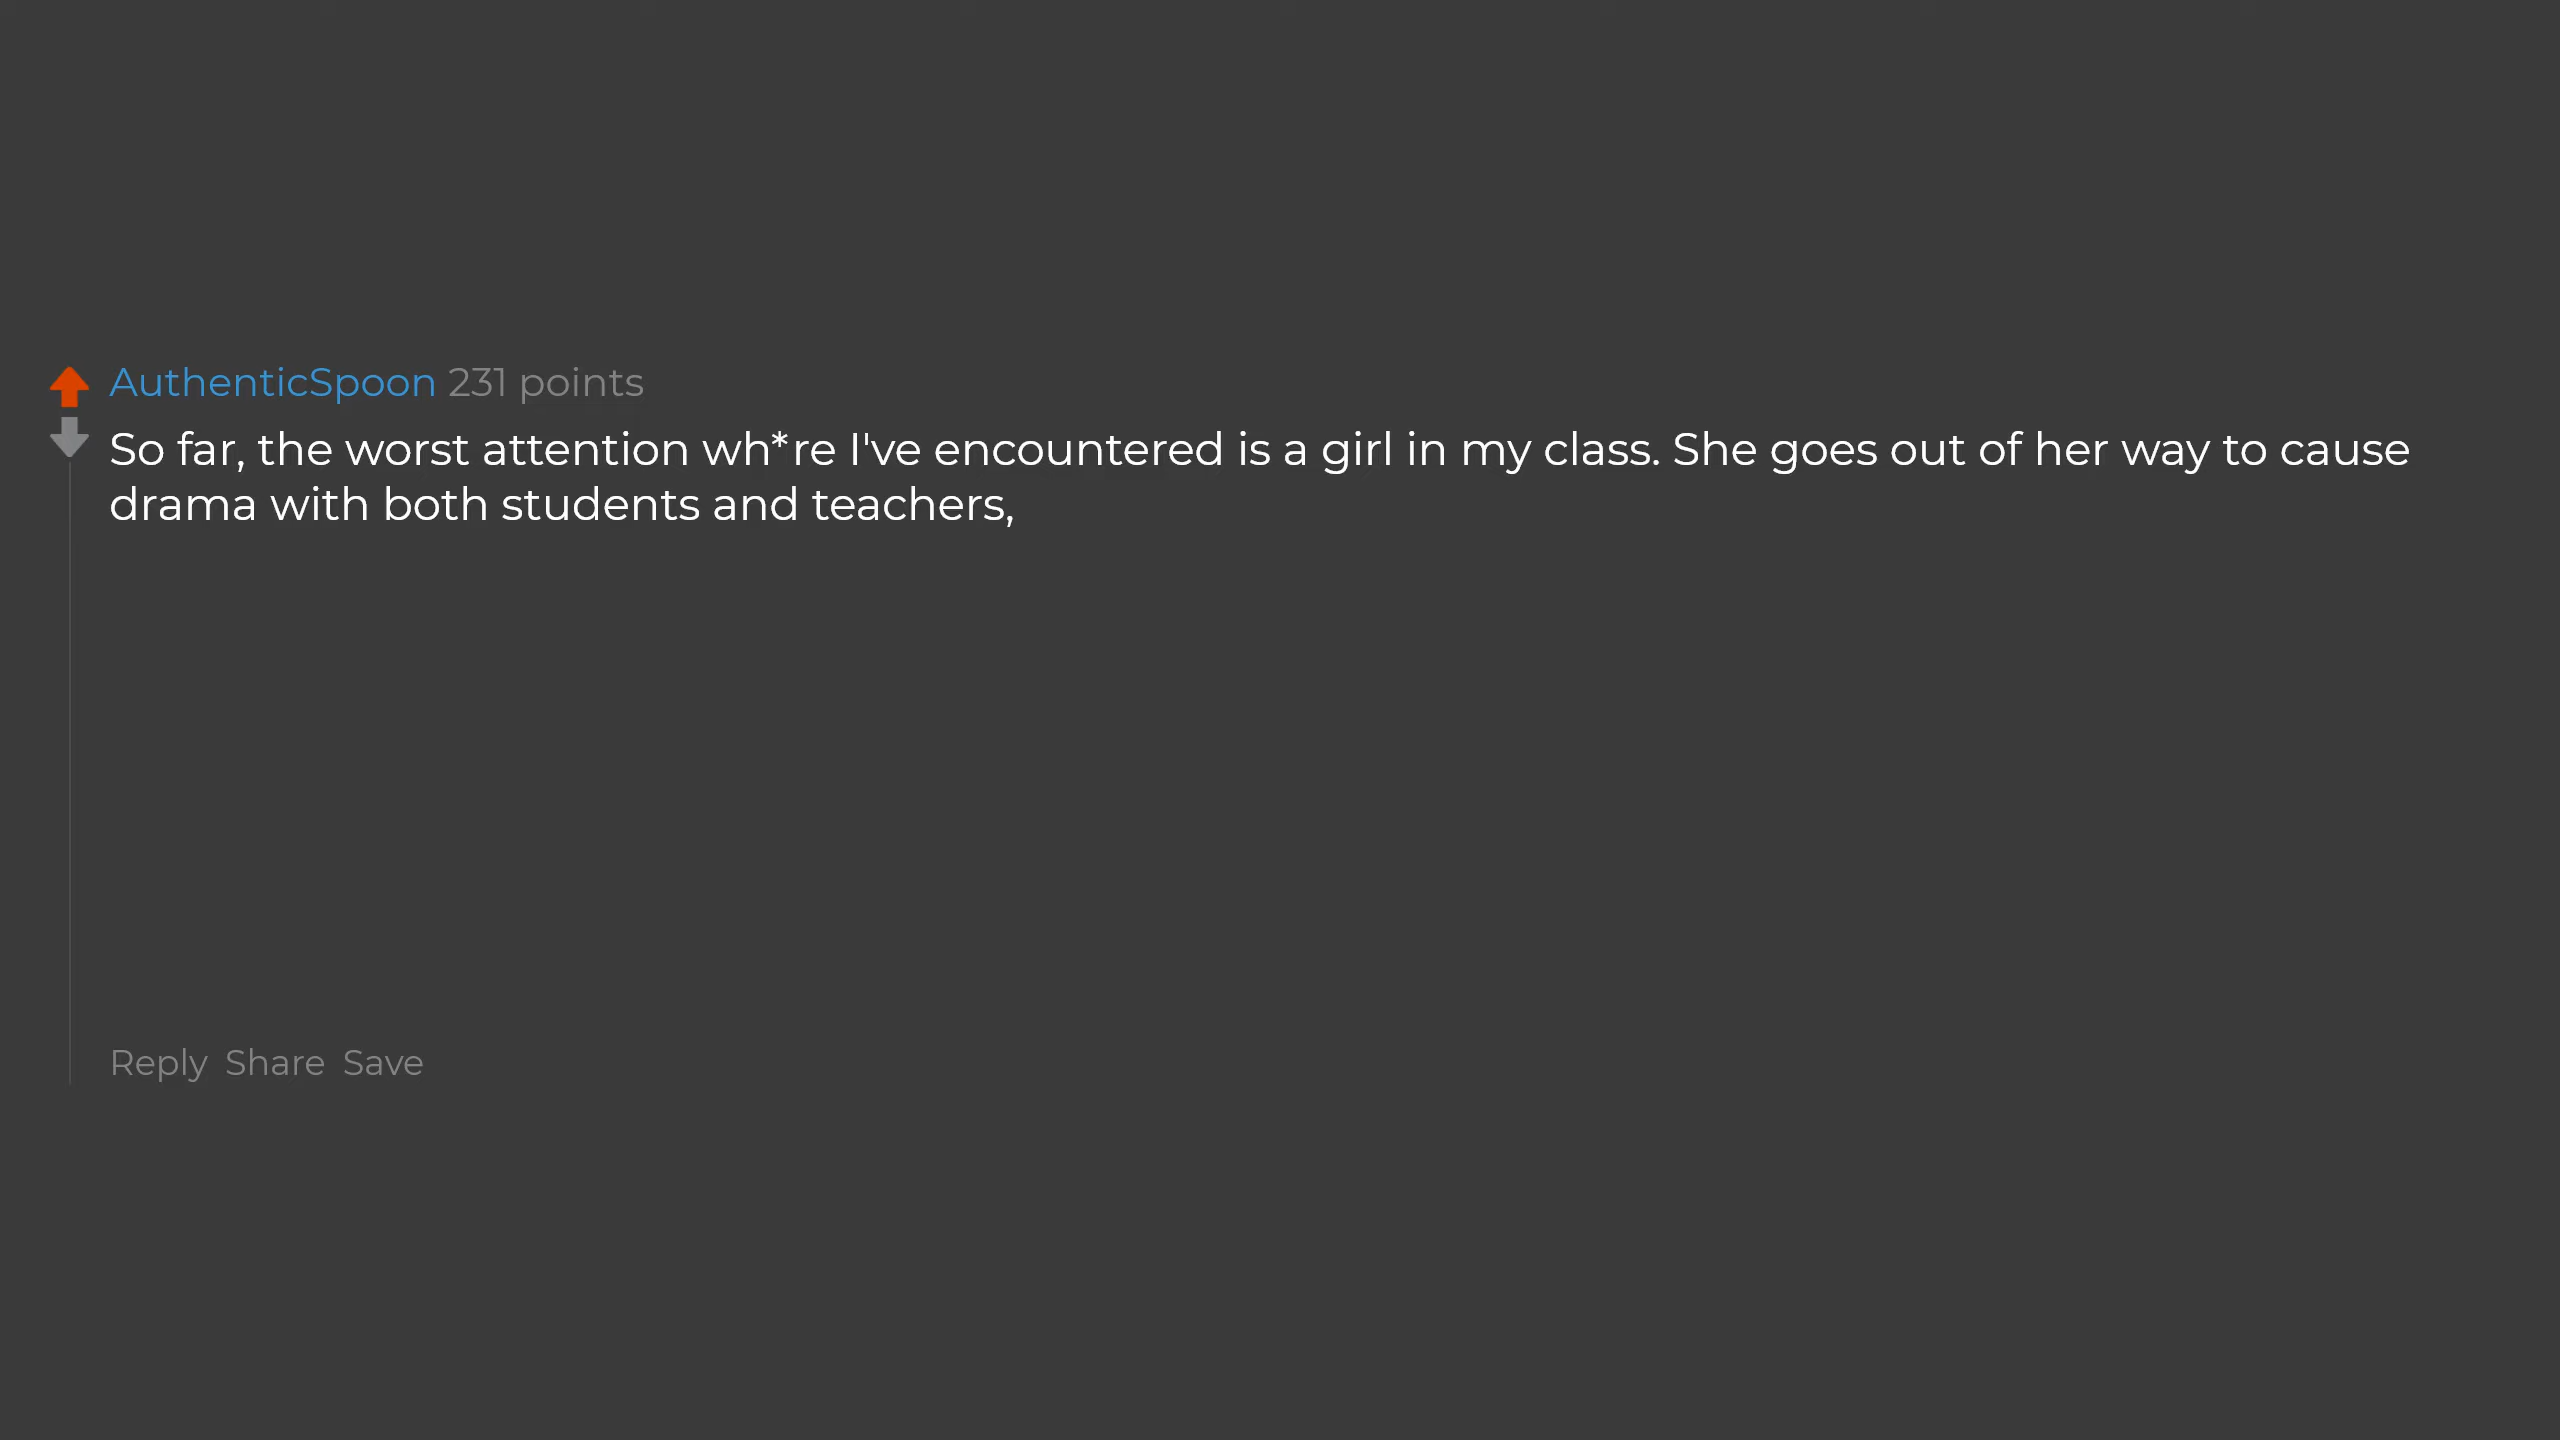 AuthenticSpoon 231 points
So far, the worst attention wh*re I've encountered is a girl in my class. She goes out of her way to cause
drama with both students and teachers,
Reply Share Save